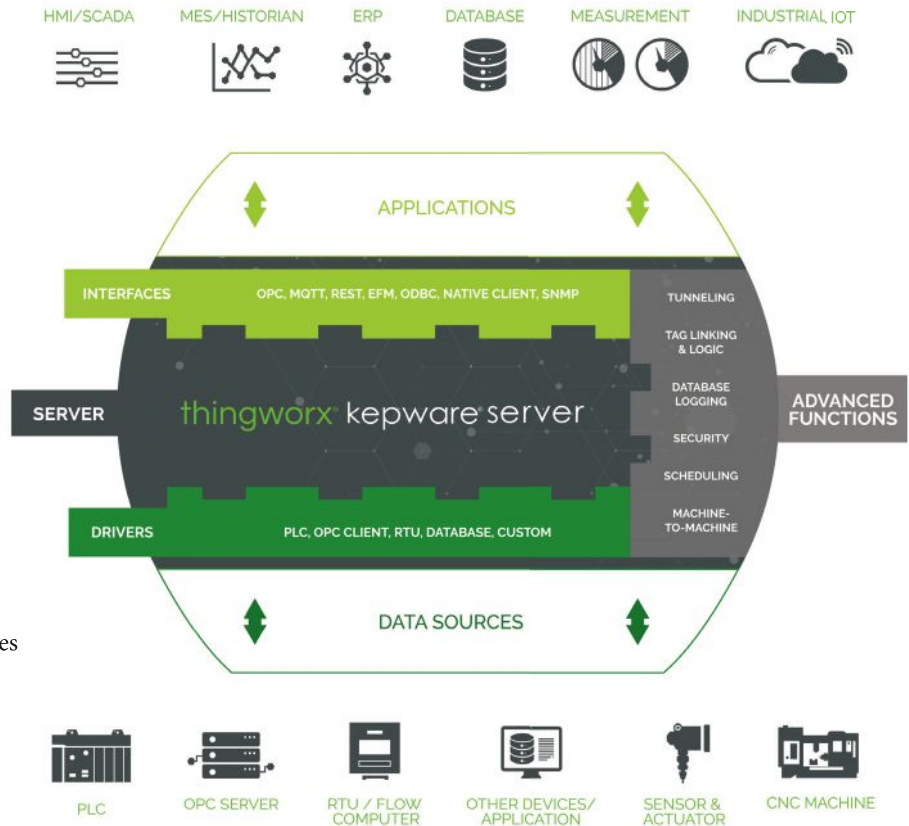 HMI/SCADA
MES/HISTORIAN
ERP
DATABASE
MEASUREMENT
INDUSTRIAL IOT
APPLICATIONS
INTERFACES
OPC, MQTT, REST, EFM, ODBC, NATIVE CLIENT, SNMP
TUNNELING
TAG LINKING
& LOGIC
DATABASE
LOGGING
SERVER
thingworx® kepware server
ADVANCED
FUNCTIONS
SECURITY
SCHEDULING
MACHINE-
TO-MACHINE
DRIVERS
PLC, OPC CLIENT, RTU, DATABASE, CUSTOM
DATA SOURCES
es
PLC
OPC SERVER
RTU / FLOW
COMPUTER
OTHER DEVICES/
APPLICATION
SENSOR &
ACTUATOR
CNC MACHINE